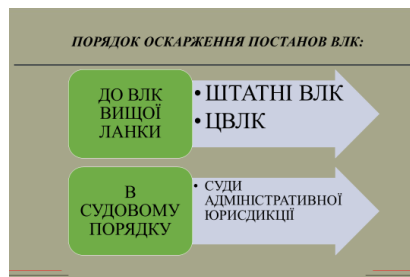 ПОРЯДОК ОСКАРЖЕННЯ ПОСТАНОВ ВЛК:
ДО ВЛК
ВИЩОЇ
ЛАНКИ
• ШТАТНІ ВЛК
• ЦВЛК
В
СУДОВОМУ
ПОРЯДКУ
• СУДИ
АДМІНІСТРАТИВНОЇ
ЮРИСДИКЦІЇ